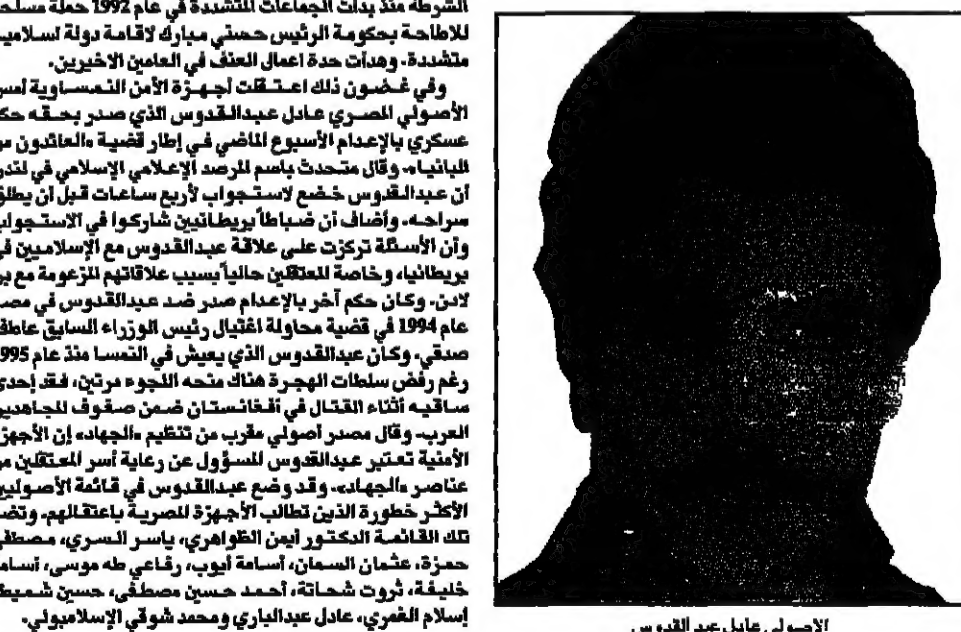 الشرطة منذ بدأت الجماعات المتشددة في عام 1992 حملة مسلحة
للاطاحة بحكومة الرئيس حسني مبارك لاقامة دولة اسلامية
متشددة. وهدأت حدة اعمال العنف في العامين الاخيرين.
وفي غضون ذلك اعتقلت أجهزة الأمن النمساوية أمس
الأصولي المصري عادل عبدالقدوس الذي صدر بحقه حكم
عسكري بالإعدام الأسبوع الماضي في إطار قضية «العائدون من
البانيا». وقال متحدث باسم المرصد الإعلامي الإسلامي في لندن
أن عبدالقدوس خضع لاستجواب لأربع ساعات قبل أن يطلق
سراحه. وأضاف أن ضباطاً بريطانيين شاركوا في الاستجواب
وأن الأسئلة تركزت على علاقة عبدالقدوس مع الإسلاميين في
بريطانيا، وخاصة المعتقلين حالياً بسبب علاقاتهم المزعومة مع بن
لادن. وكان حكم آخر بالإعدام صدر ضد عبدالقدوس في مصر
عام 1994 في قضية محاولة اغتيال رئيس الوزراء السابق عاطف
صدقي. وكان عبدالقدوس الذي يعيش في النمسا منذ عام 1995
رغم رفض سلطات الهجرة هناك منحه اللجوء مرتين، فقد إحدى
ساقيه أثناء القتال في أفغانستان ضمن صفوف المجاهدين
العرب. وقال مصدر أصولي مقرب من تنظيم «الجهاد» إن الأجهزة
الأمنية تعتبر عبدالقدوس المسؤول عن رعاية أسر المعتقلين من
عناصر «الجهاد». وقد وضع عبدالقدوس في قائمة الأصوليين
الأكثر خطورة الذين تطالب الأجهزة المصرية باعتقالهم. وتضم
تلك القائمة الدكتور أيمن الظواهري، ياسر السري، مصطفى
حمزة، عثمان السمان، أسامة أيوب، رفاعي طه موسى، أسامة
خليفة، ثروت شحاتة، أحمد حسين مصطفى، حسين شميط،
إسلام الغمري، عادل عبدالباري ومحمد شوقي الإسلامبولي.
الاصولي عادل عبد القدوس